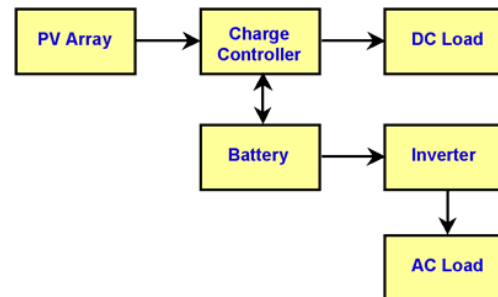 PV Array
Charge
Controller
DC Load
Battery
Inverter
AC Load